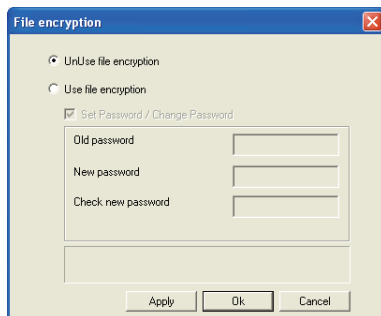 File encryption
UnUse file encryption
Use file encryption
Set Password / Change Password
Old password
New password
Check new password
Apply Ok Cancel